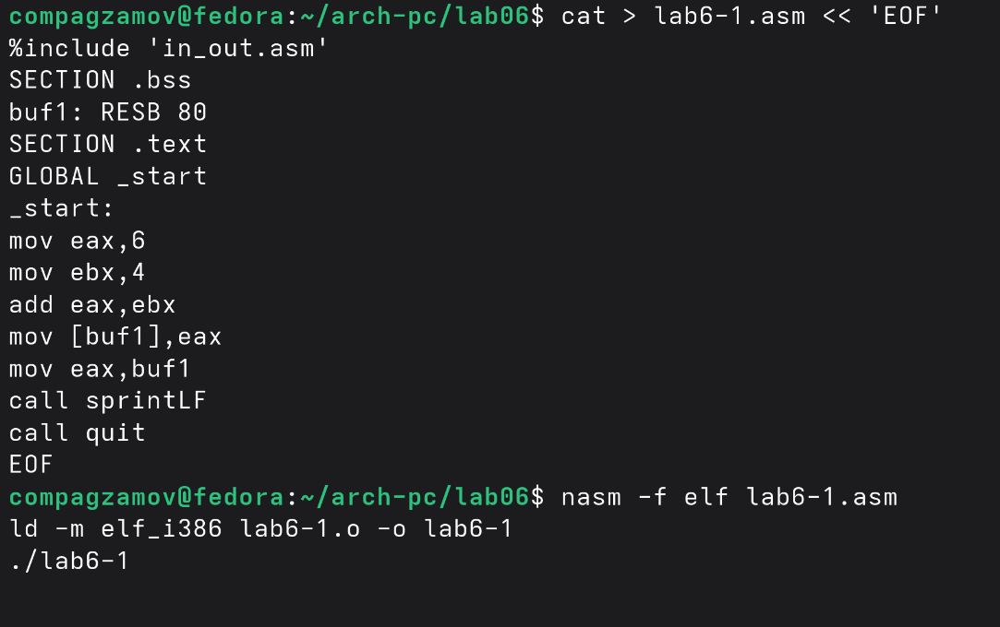 compagzamov@fedora:~/arch-pc/lab06$ cat > lab6-1.asm << 'EOF'
%include 'in_out.asm'
SECTION .bss
buf1: RESB 80
SECTION .text
GLOBAL _start
_start:
mov eax,6
mov ebx,4
add eax,ebx
mov [buf1],eax
mov eax,buf1
call sprintLF
call quit
EOF
compagzamov@fedora:~/arch-pc/lab06$ nasm -f elf lab6-1.asm
ld -m elf_i386 lab6-1.o -o lab6-1
./lab6-1